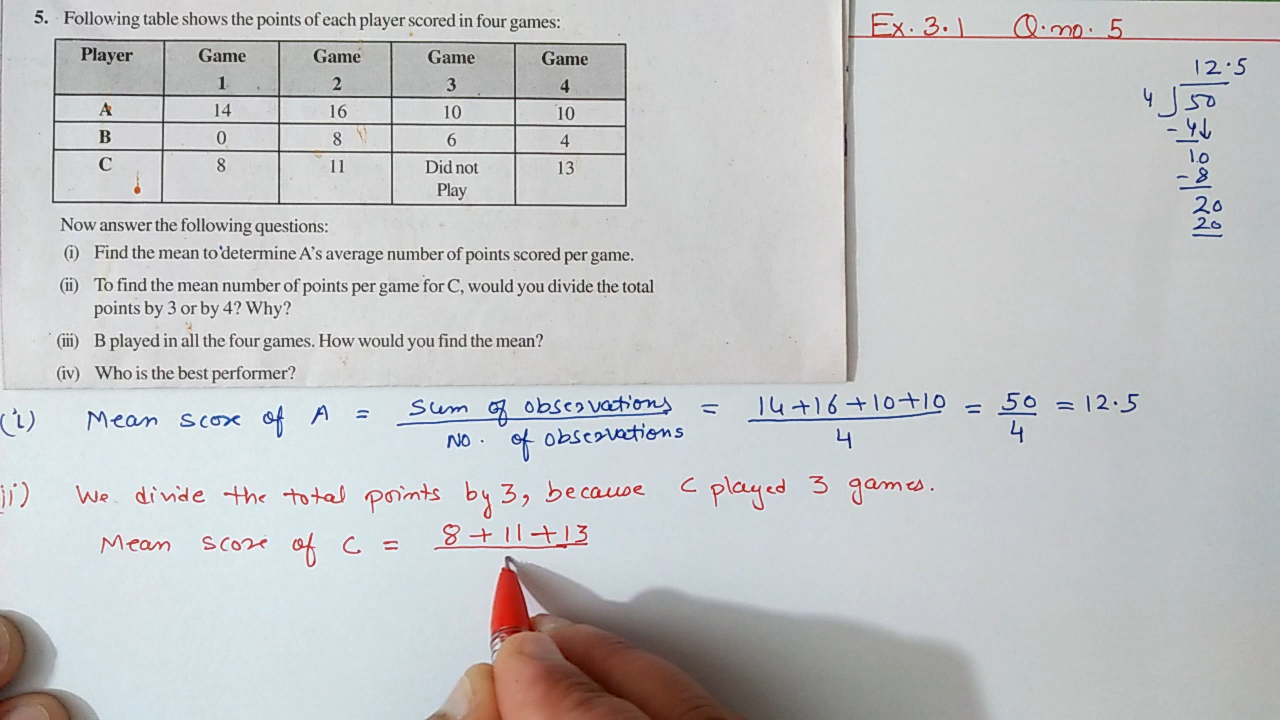 5. Following table shows the points of each player scored in four games:
Player Game 1 Game 2 Game 3 Game 4
A 14 16 10 10
B 0 8 6 4
C 8 11 Did not Play 13
Now answer the following questions:
(i) Find the mean to determine A's average number of points scored per game.
(ii) To find the mean number of points per game for C, would you divide the total
points by 3 or by 4? Why?
(iii) B played in all the four games. How would you find the mean?
(iv) Who is the best performer?
Ex. 3.1 Q.no. 5
12.5
4 50
- 4↓
10
- 8
20
20
(i) Mean score of A = Sum of observations / No. of observations = 14+16+10+10 / 4 = 50 / 4 = 12.5
ii) We divide the total points by 3, because C played 3 games.
Mean score of C = 8+11+13